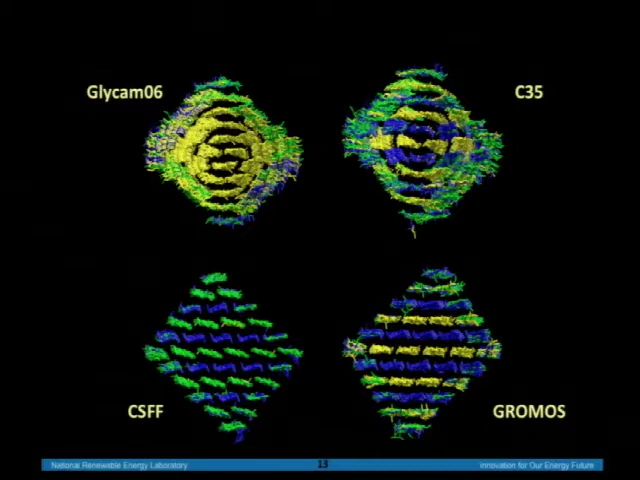 Glycam06
C35
CSFF
GROMOS
National Renewable Energy Laboratory
13
Innovation for Our Energy Future